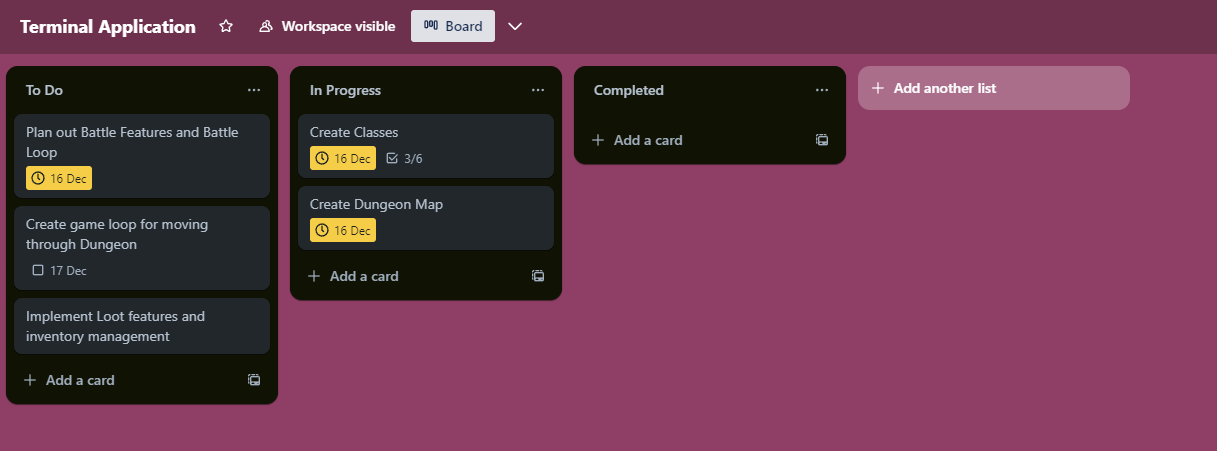 Terminal Application
Workspace visible
Board
To Do
Plan out Battle Features and Battle
Loop
16 Dec
Create game loop for moving
through Dungeon
17 Dec
Implement Loot features and
inventory management
Add a card
In Progress
Create Classes
16 Dec
3/6
Create Dungeon Map
16 Dec
Add a card
Completed
Add a card
Add another list